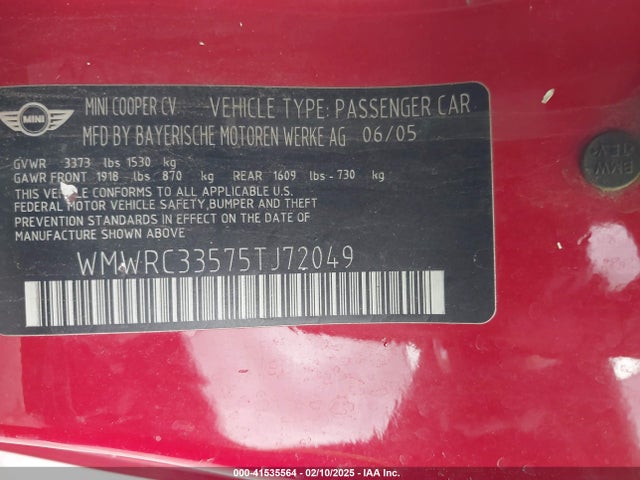 MINI
MINI COOPER CV VEHICLE TYPE: PASSENGER CAR
MFD BY BAYERISCHE MOTOREN WERKE AG 06/05
GVWR 3373 lbs 1530 kg
GAWR FRONT 1918 lbs 870 kg REAR 1609 lbs - 730 kg
THIS VEHICLE CONFORMS TO ALL APPLICABLE U.S.
FEDERAL MOTOR VEHICLE SAFETY,BUMPER AND THEFT
PREVENTION STANDARDS IN EFFECT ON THE DATE OF
MANUFACTURE SHOWN ABOVE
WMWRC33575TJ72049
BMW
000-41535564 - 02/10/2025 - IAA Inc.